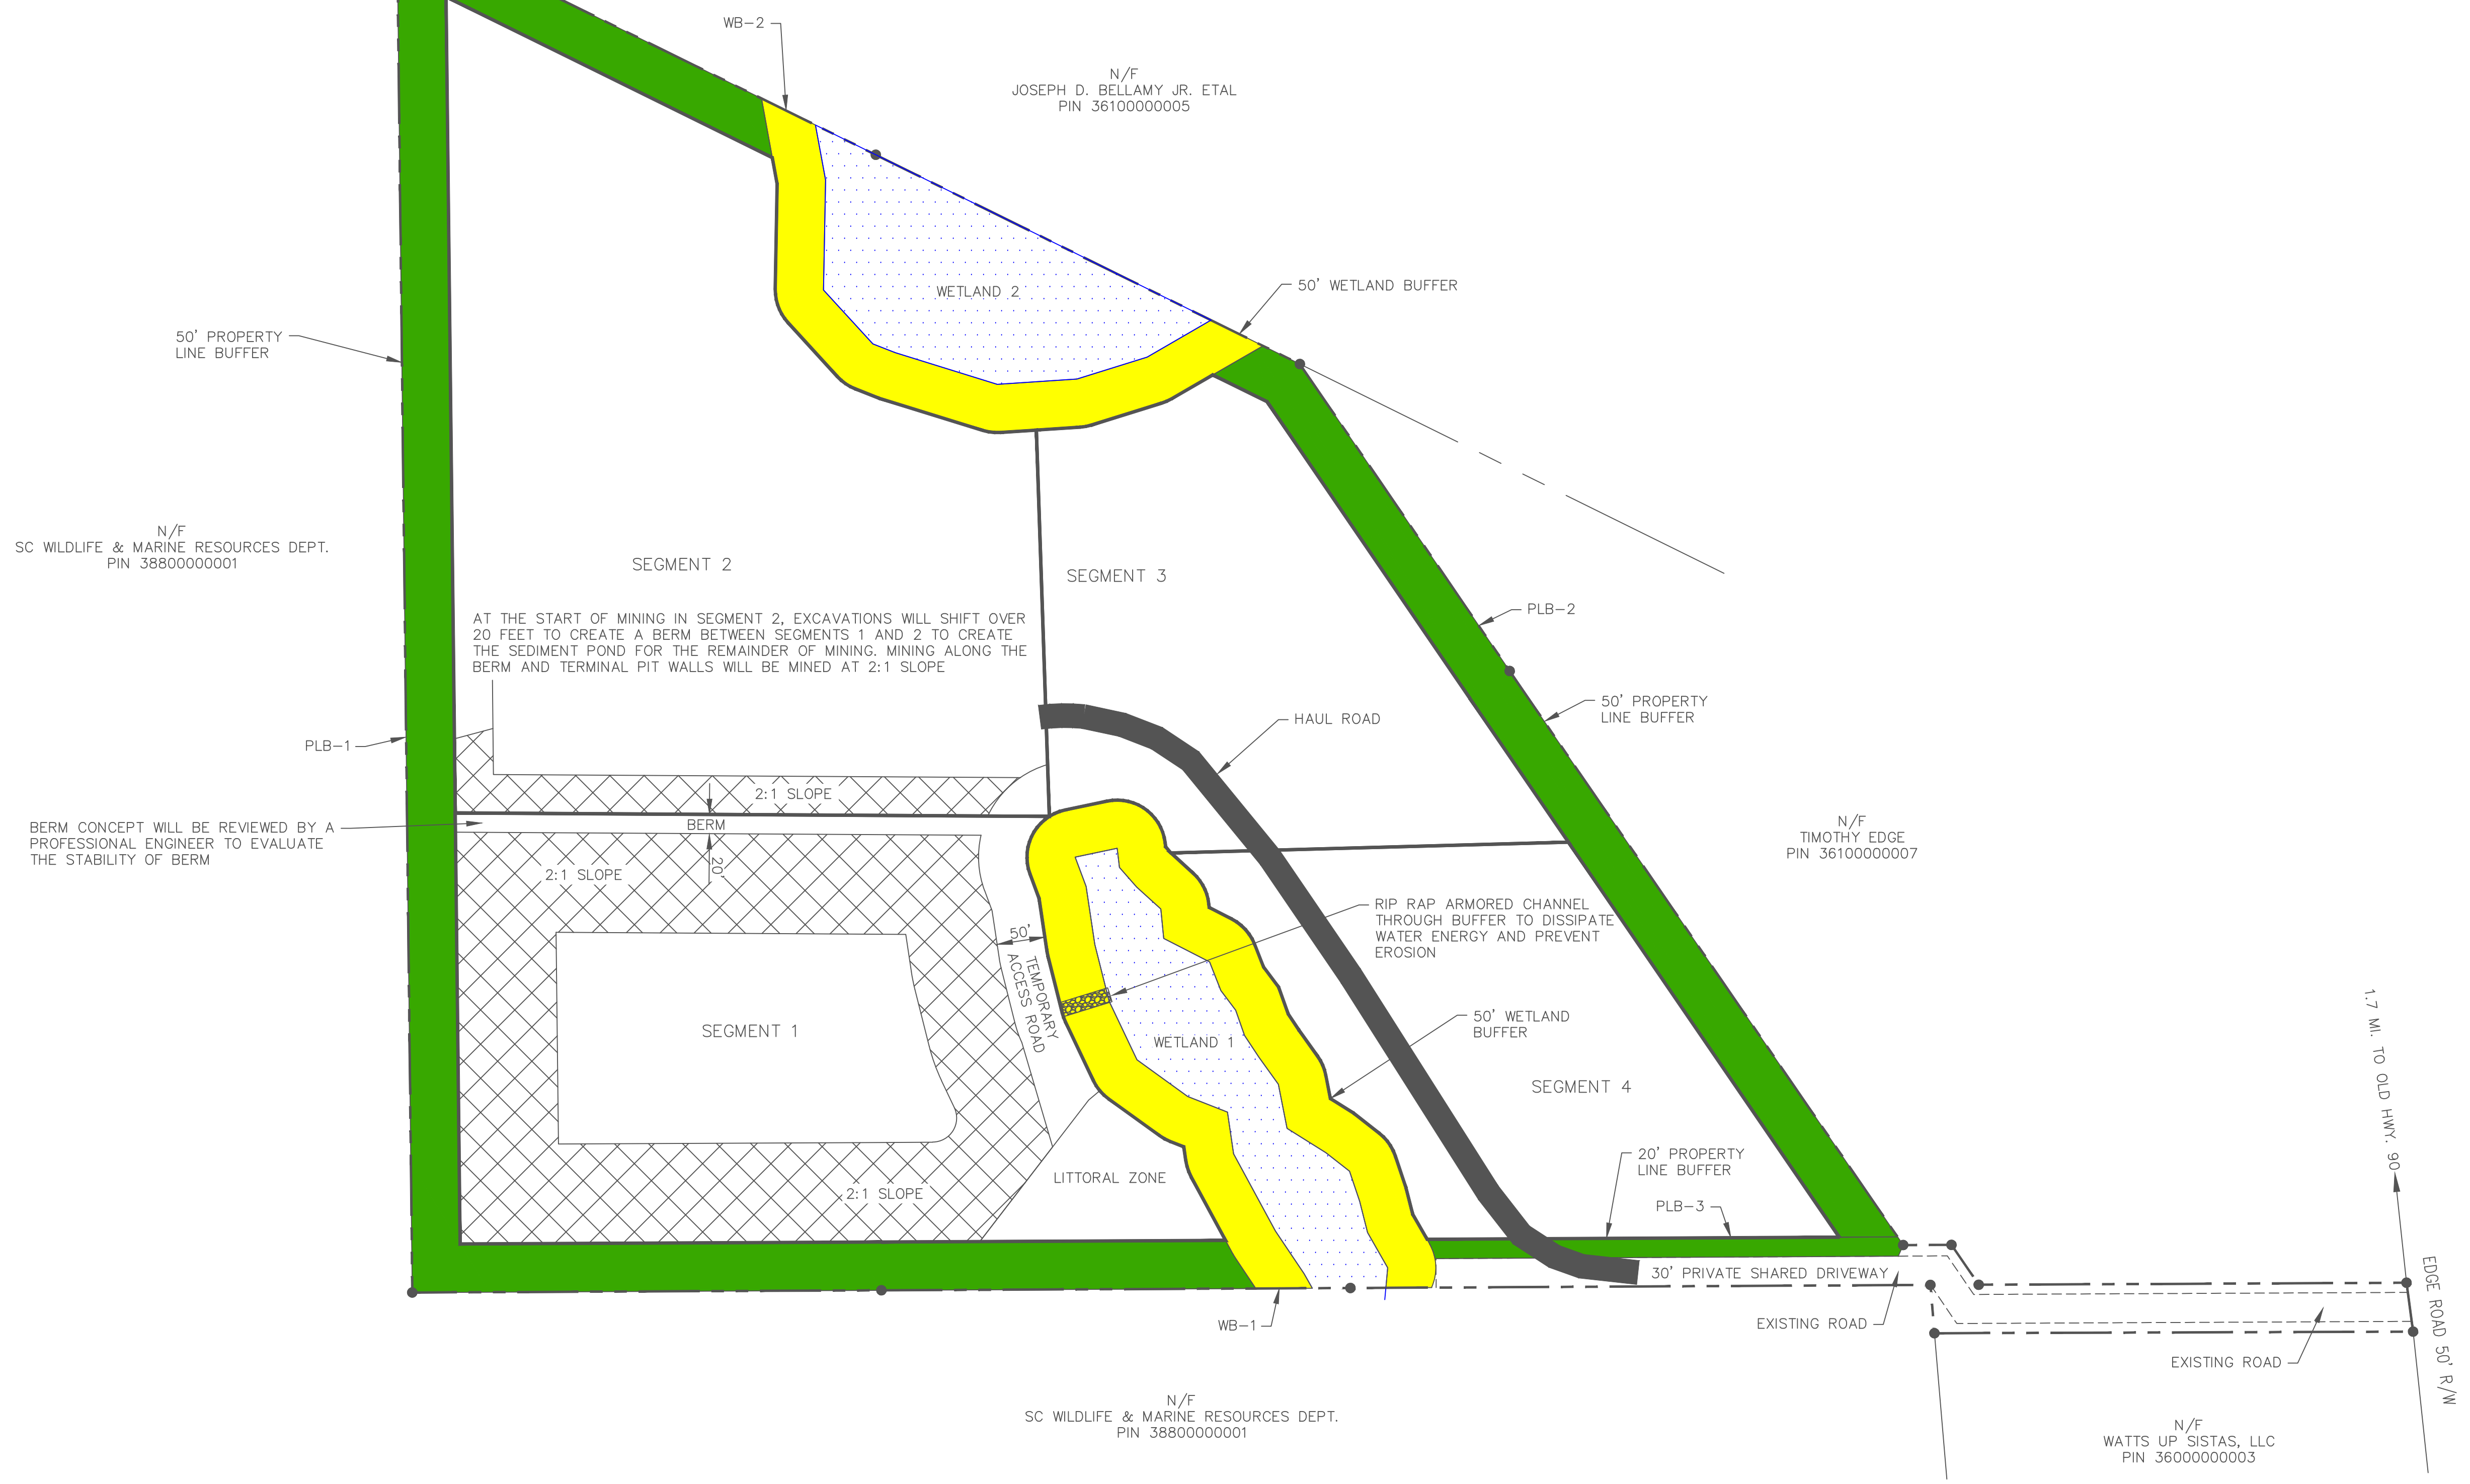 WB-2
N/F
JOSEPH D. BELLAMY JR. ETAL
PIN 36100000005
WETLAND 2
50' WETLAND BUFFER
50' PROPERTY
LINE BUFFER
N/F
SC WILDLIFE & MARINE RESOURCES DEPT.
PIN 38800000001
SEGMENT 2
SEGMENT 3
AT THE START OF MINING IN SEGMENT 2, EXCAVATIONS WILL SHIFT OVER
20 FEET TO CREATE A BERM BETWEEN SEGMENTS 1 AND 2 TO CREATE
THE SEDIMENT POND FOR THE REMAINDER OF MINING. MINING ALONG THE
BERM AND TERMINAL PIT WALLS WILL BE MINED AT 2:1 SLOPE
PLB-2
50' PROPERTY
LINE BUFFER
HAUL ROAD
PLB-1
2:1 SLOPE
BERM
20'
BERM CONCEPT WILL BE REVIEWED BY A
PROFESSIONAL ENGINEER TO EVALUATE
THE STABILITY OF BERM
N/F
TIMOTHY EDGE
PIN 36100000007
2:1 SLOPE
50'
TEMPORARY
ACCESS ROAD
RIP RAP ARMORED CHANNEL
THROUGH BUFFER TO DISSIPATE
WATER ENERGY AND PREVENT
EROSION
SEGMENT 1
WETLAND 1
50' WETLAND
BUFFER
SEGMENT 4
1.7 MI. TO OLD HWY. 90
20' PROPERTY
LINE BUFFER
LITTORAL ZONE
2:1 SLOPE
PLB-3
30' PRIVATE SHARED DRIVEWAY
WB-1
EXISTING ROAD
EXISTING ROAD
EDGE ROAD 50' R/W
N/F
SC WILDLIFE & MARINE RESOURCES DEPT.
PIN 38800000001
N/F
WATTS UP SISTAS, LLC
PIN 36000000003